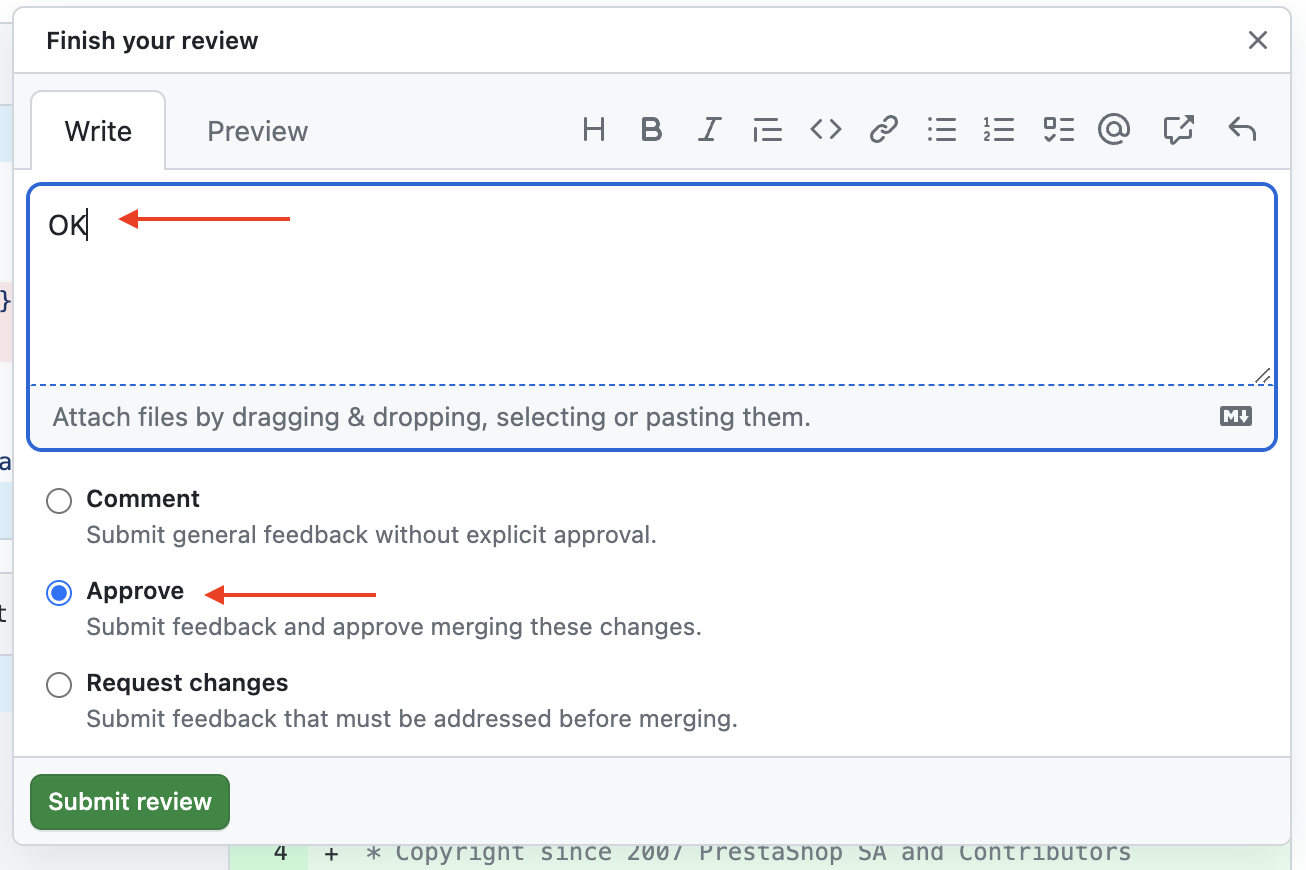 Finish your review
Write Preview
OK
Attach files by dragging & dropping, selecting or pasting them.
Comment
Submit general feedback without explicit approval.
Approve
Submit feedback and approve merging these changes.
Request changes
Submit feedback that must be addressed before merging.
Submit review
4 + * Copyright since 2007 PrestaShop SA and Contributors